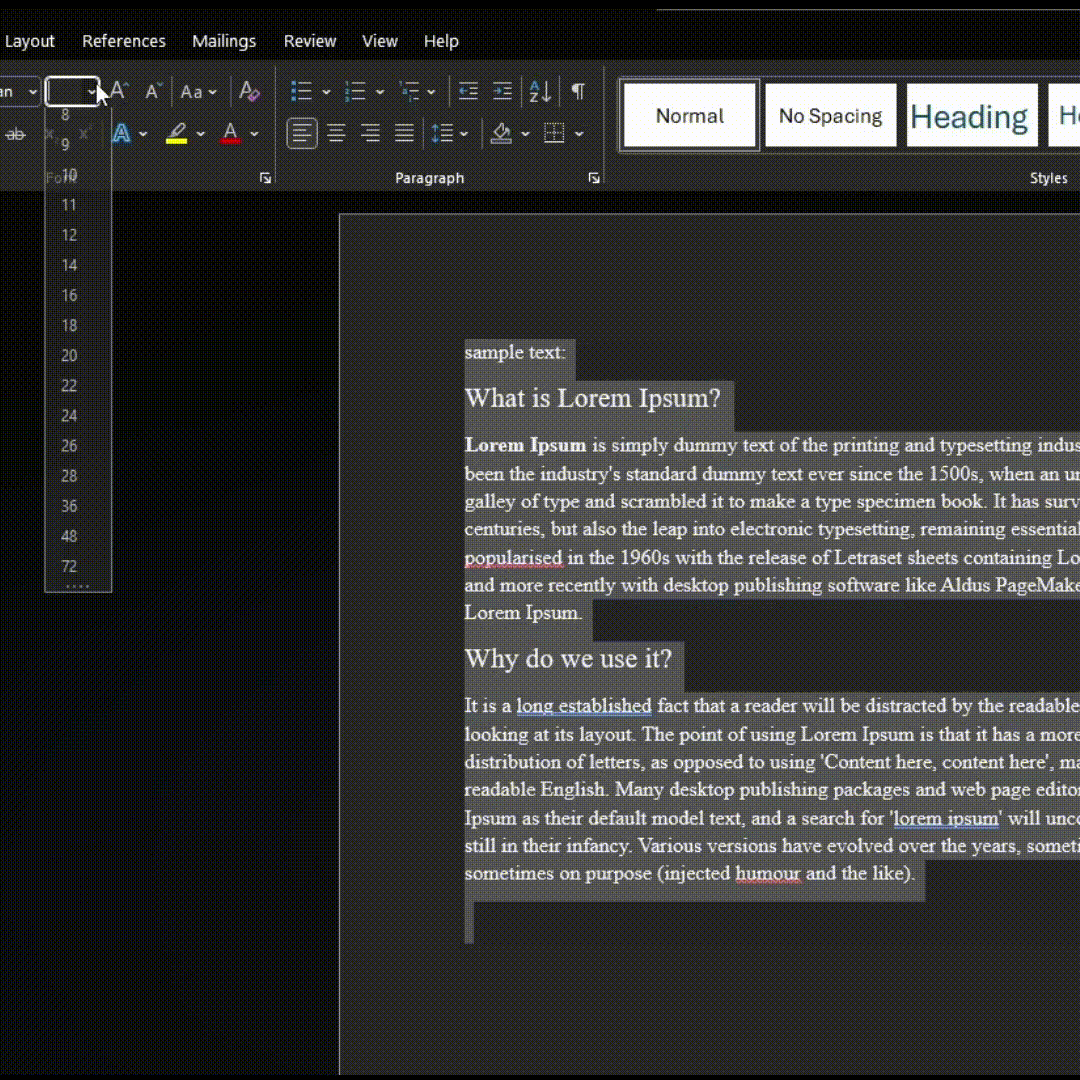 Layout References Mailings Review View Help
an Aa
8
9
10
11
12
14
16
18
20
22
24
26
28
36
48
72
Normal No Spacing Heading
Paragraph Styles
sample text:
What is Lorem Ipsum?
Lorem Ipsum is simply dummy text of the printing and typesetting indus
been the industry's standard dummy text ever since the 1500s, when an un
galley of type and scrambled it to make a type specimen book. It has surv
centuries, but also the leap into electronic typesetting, remaining essential
popularised in the 1960s with the release of Letraset sheets containing Lo
and more recently with desktop publishing software like Aldus PageMake
Lorem Ipsum.
Why do we use it?
It is a long established fact that a reader will be distracted by the readable
looking at its layout. The point of using Lorem Ipsum is that it has a more
distribution of letters, as opposed to using 'Content here, content here', ma
readable English. Many desktop publishing packages and web page editor
Ipsum as their default model text, and a search for 'lorem ipsum' will unco
still in their infancy. Various versions have evolved over the years, someti
sometimes on purpose (injected humour and the like).